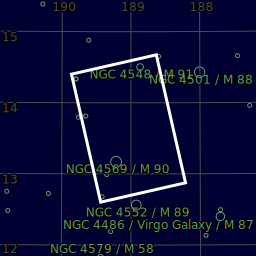 190 189 188
15
NGC 4548 / M 91
NGC 4501 / M 88
14
NGC 4569 / M 90
13
NGC 4552 / M 89
NGC 4486 / Virgo Galaxy / M 87
NGC 4579 / M 58
12